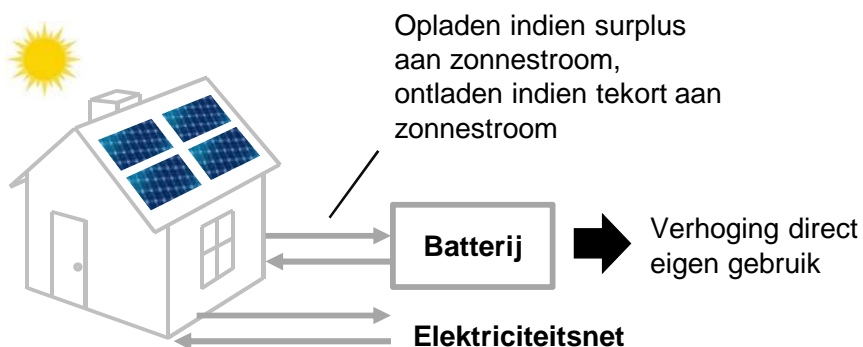 Opladen indien surplus
aan zonnestroom,
ontladen indien tekort aan
zonnestroom
Batterij
Verhoging direct
eigen gebruik
Elektriciteitsnet